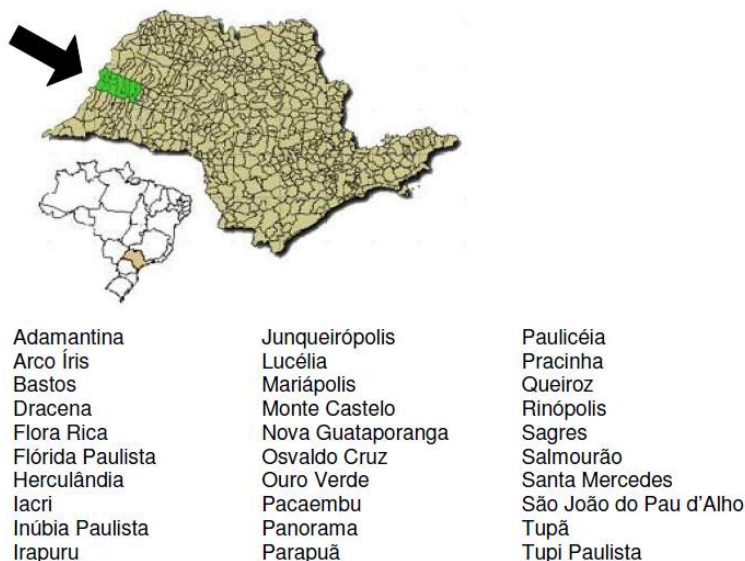 Adamantina
Arco Íris
Bastos
Dracena
Flora Rica
Flórida Paulista
Herculândia
Iacri
Inúbia Paulista
Irapuru
Junqueirópolis
Lucélia
Mariápolis
Monte Castelo
Nova Guataporanga
Osvaldo Cruz
Ouro Verde
Pacaembu
Panorama
Parapuã
Paulicéia
Pracinha
Queiroz
Rinópolis
Sagres
Salmourão
Santa Mercedes
São João do Pau d'Alho
Tupã
Tupi Paulista